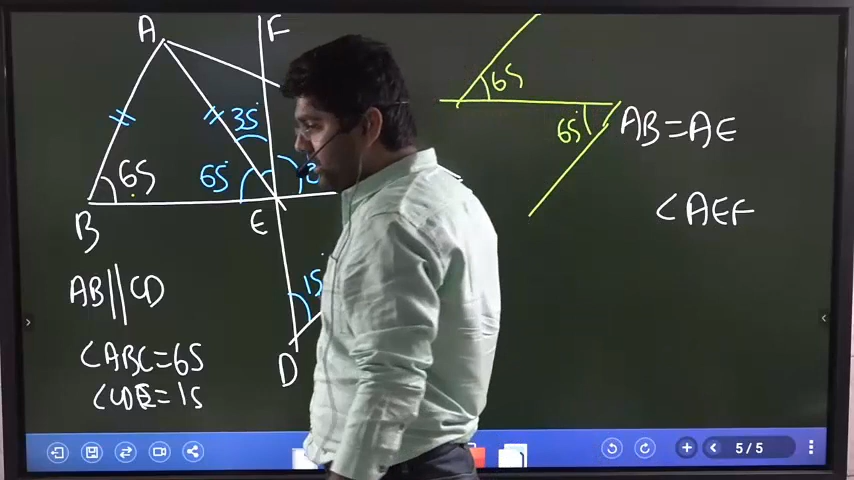 A
F
35°
65
65°
B
E
15°
D
AB||CD
<ABC=65
<CDE=15
65
65°
AB=AE
<AEF
5/5